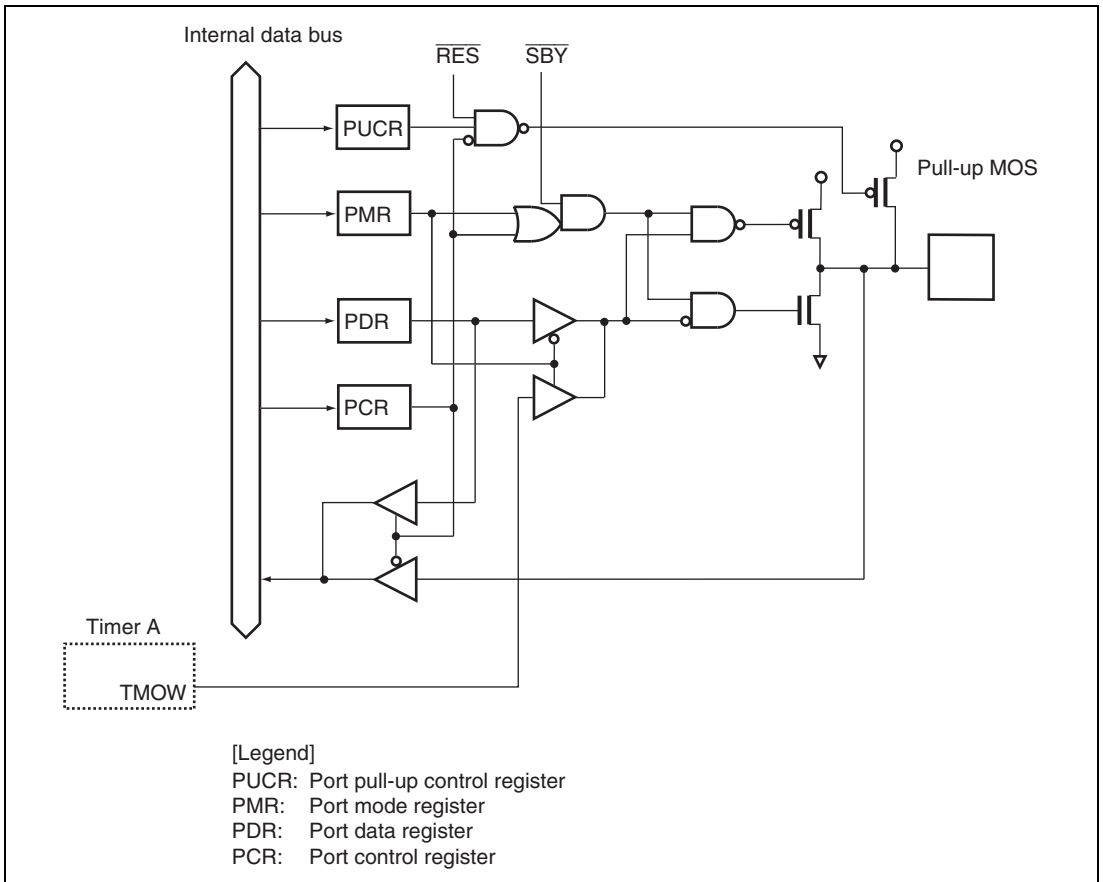 Internal data bus
RES
SBY
PUCR
Pull-up MOS
PMR
PDR
PCR
Timer A
TMOW
[Legend]
PUCR: Port pull-up control register
PMR: Port mode register
PDR: Port data register
PCR: Port control register